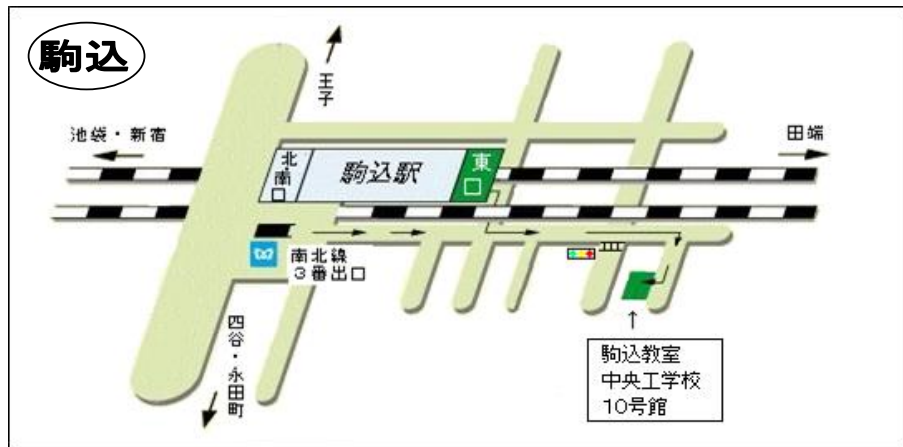 駒込
王子
池袋・新宿
田端
北・南口
駒込駅
東口
南北線
3番出口
四谷・永田町
駒込教室
中央工学校
10号館